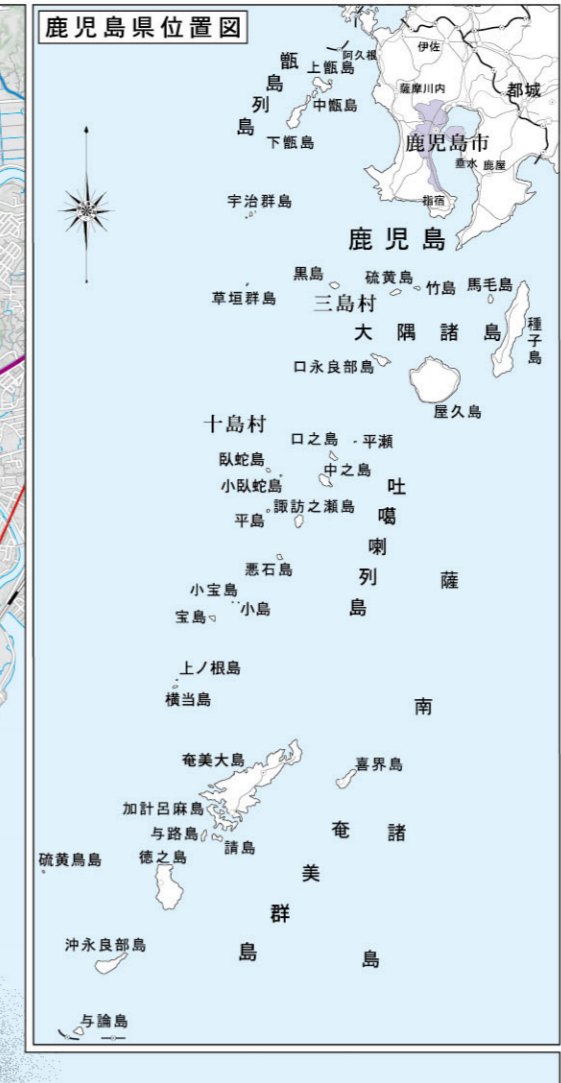 鹿児島県位置図
伊佐
阿久根
甑島列島
上甑島
薩摩川内
都城
中甑島
鹿児島市
下甑島
垂水
鹿屋
指宿
宇治群島
鹿児島
黒島
硫黄島
竹島
馬毛島
草垣群島
三島村
種子島
大隅諸島
口永良部島
屋久島
十島村
口之島
平瀬
臥蛇島
中之島
小臥蛇島
吐噶喇列島
諏訪之瀬島
平島
悪石島
薩南諸島
小宝島
小島
宝島
上ノ根島
横当島
奄美大島
喜界島
加計呂麻島
奄美群島
与路島
請島
硫黄鳥島
徳之島
沖永良部島
与論島